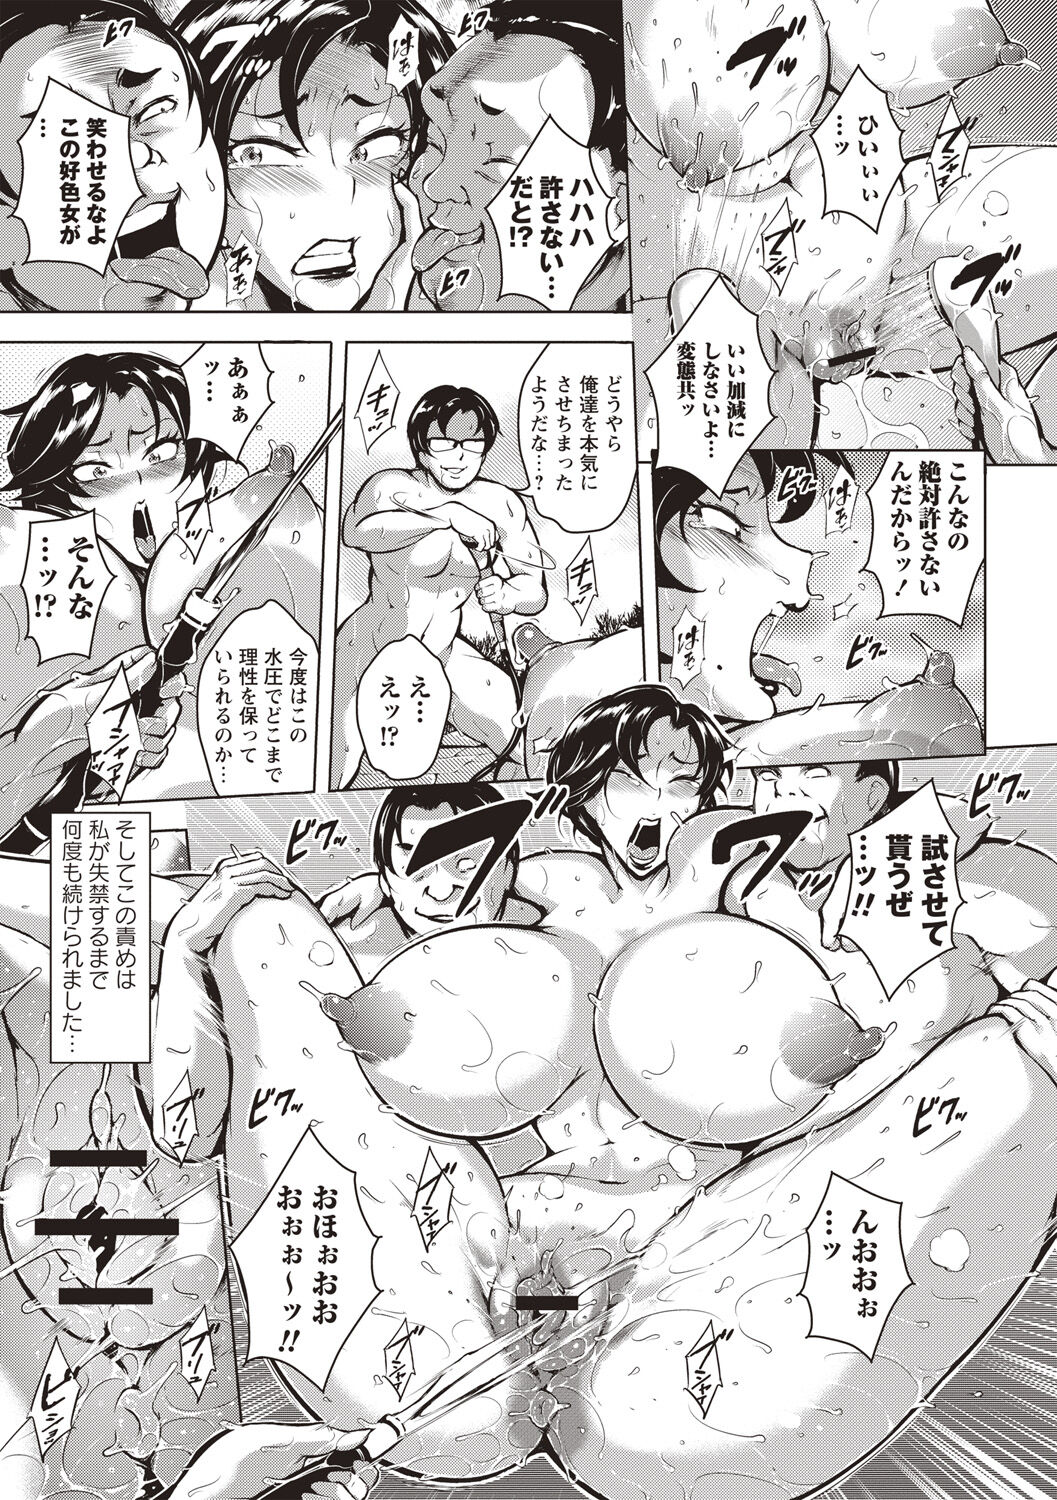 ひいぃぃ
…ッ
いい加減に
しなさいよ…
変態共ッ
こんなの
絶対許さない
んだからッ！
ハハハ
許さない…
だと!?
笑わせるなよ
この好色女が
…
どうやら
俺達を本気に
させちまった
ようだな…？
え…
えッ!?
あぁぁ
ッ…
そんな
…ッ!?
今度はこの
水圧でどこまで
理性を保って
いられるのか…
試させて
貰うぜ
…ッ!!
んおおぉ
…ッ
おほぉおお
おぉぉ～ッ!!
そしてこの責めは
私が失禁するまで
何度も続けられました…